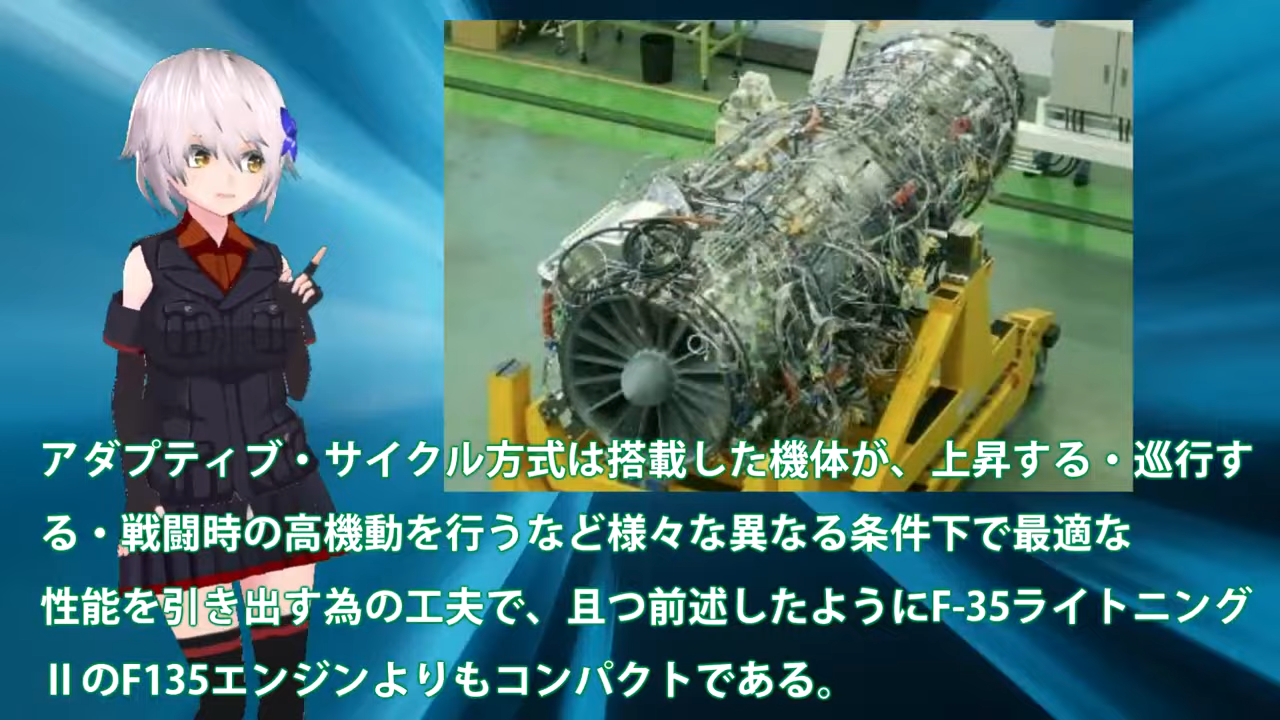 アダプティブ・サイクル方式は搭載した機体が、上昇する・巡行す
る・戦闘時の高機動を行うなど様々な異なる条件下で最適な
性能を引き出す為の工夫で、且つ前述したようにF-35ライトニング
ⅡのF135エンジンよりもコンパクトである。